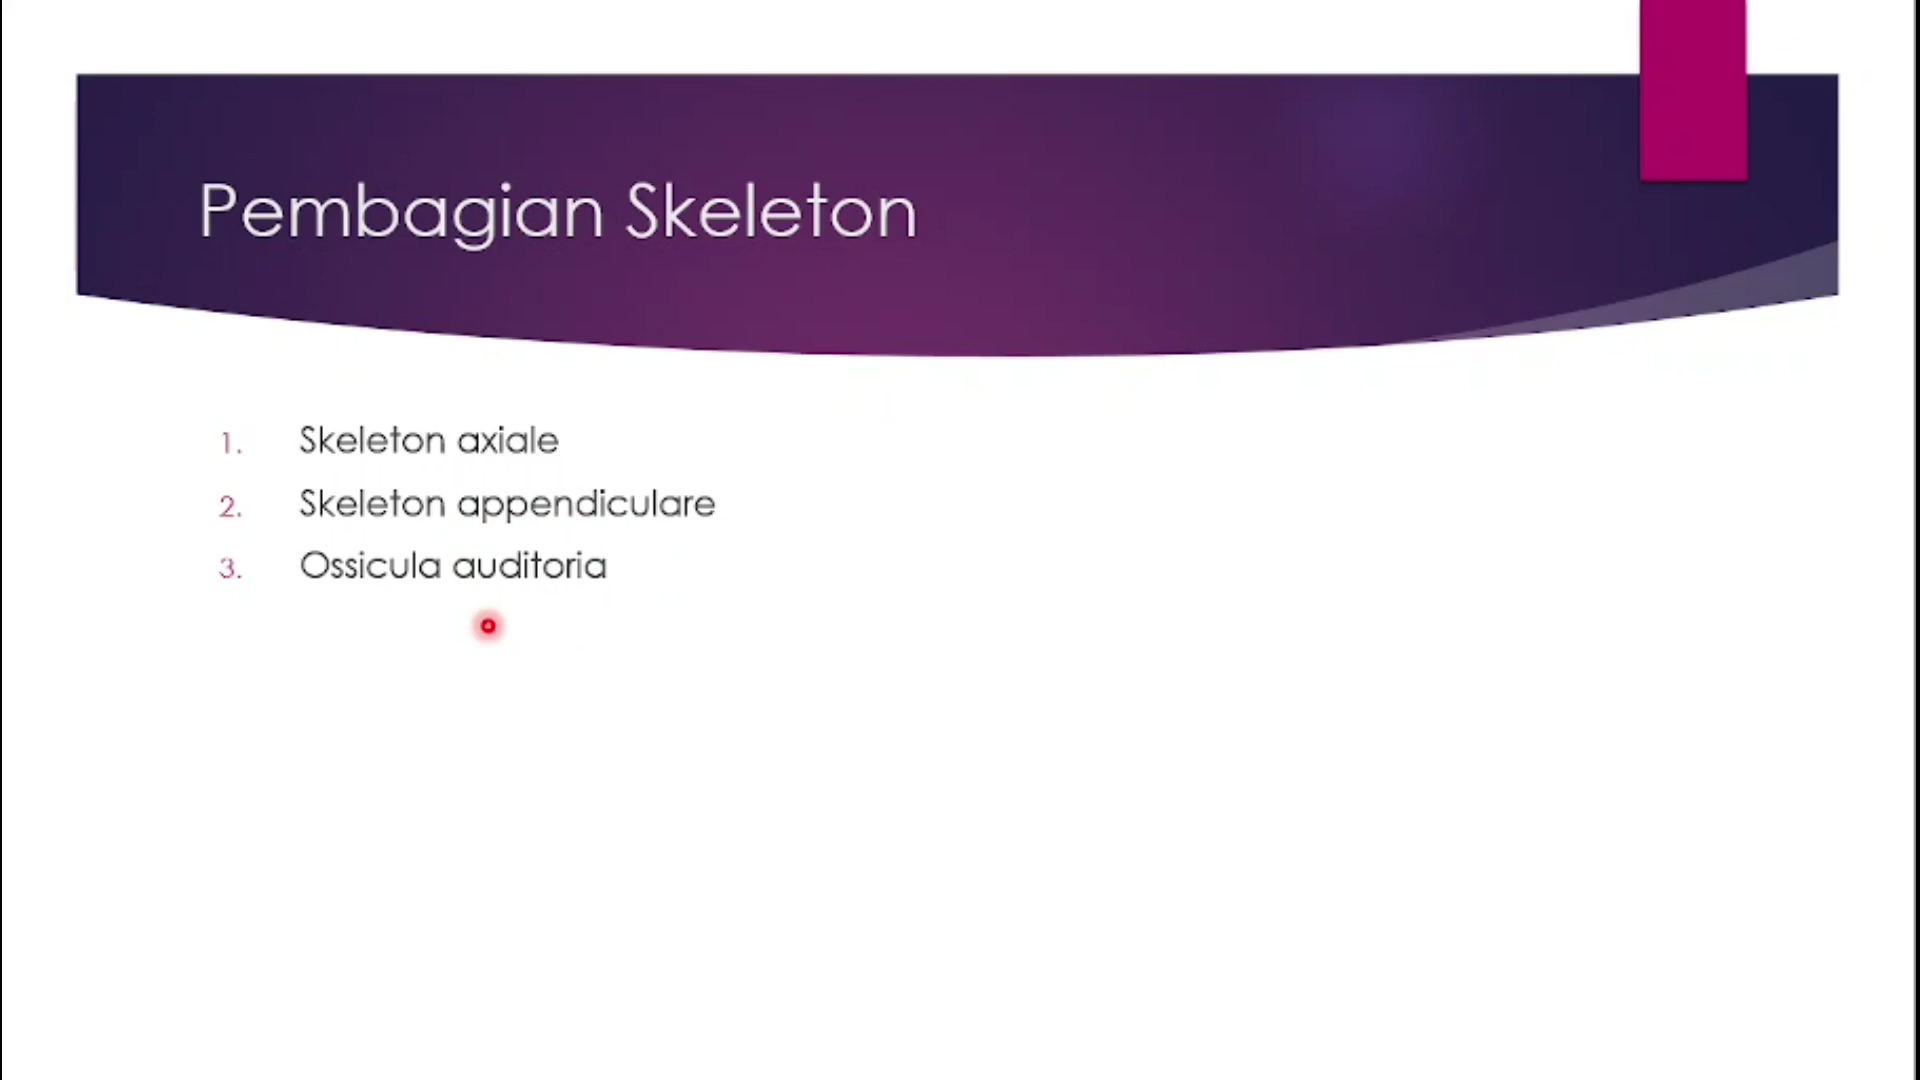 Pembagian Skeleton
1. Skeleton axiale
2. Skeleton appendiculare
3. Ossicula auditoria